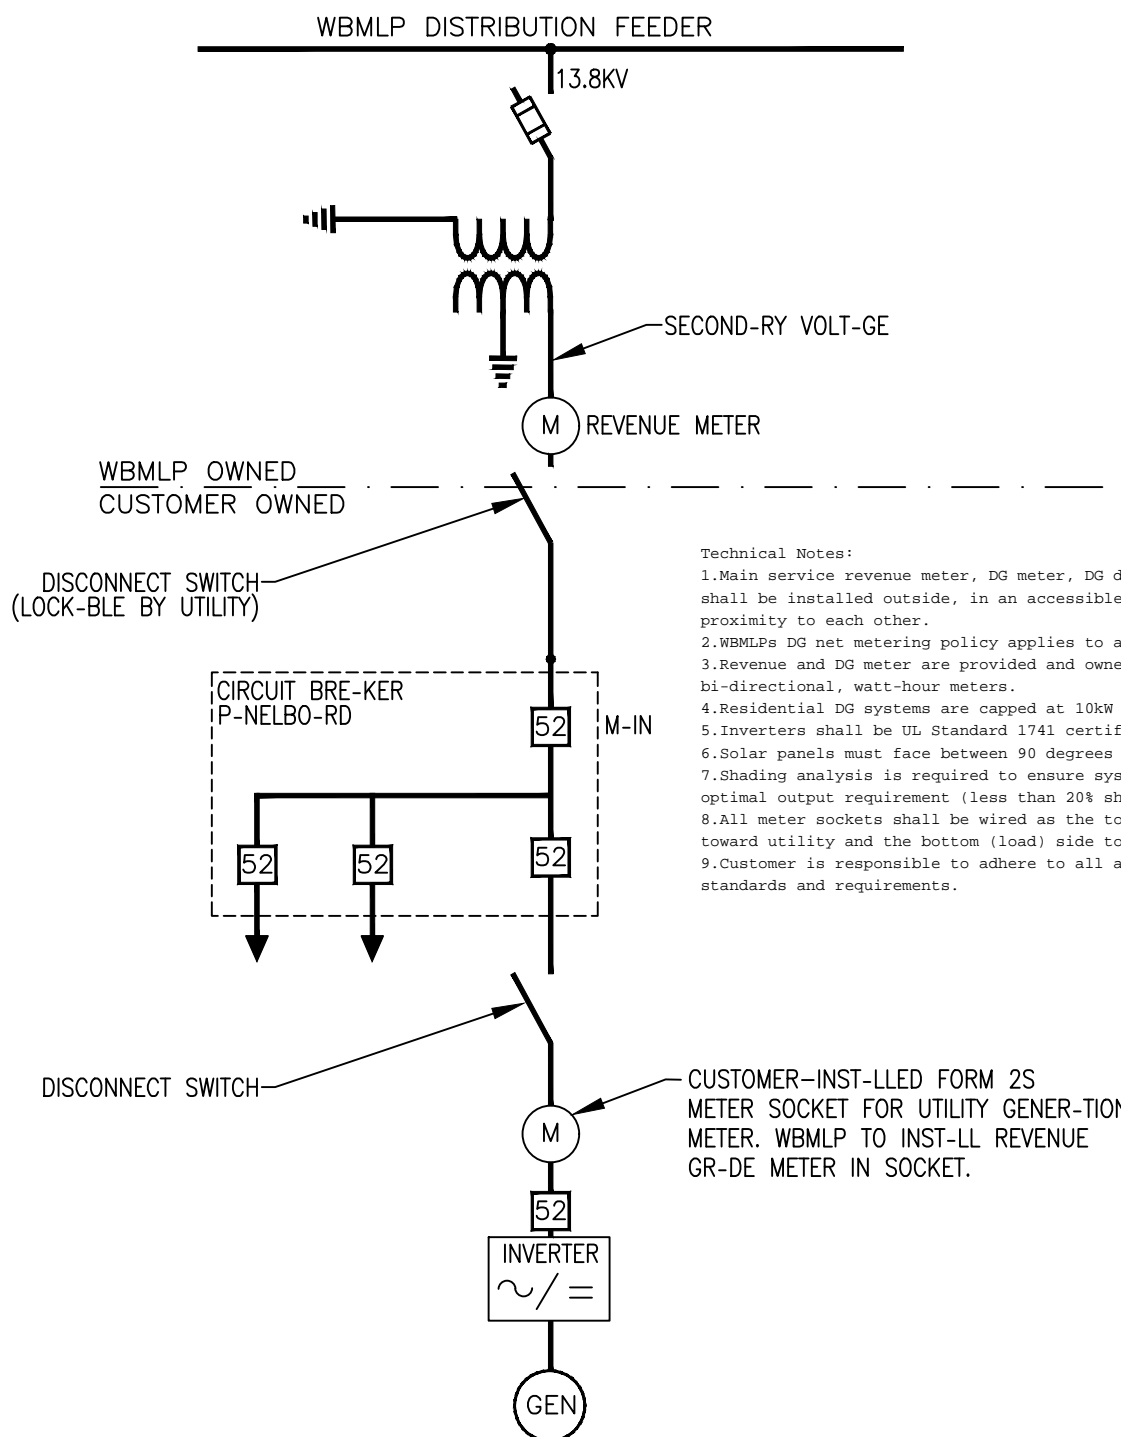 WBMLP DISTRIBUTION FEEDER
13.8KV
SECOND-RY VOLT-GE
M
REVENUE METER
WBMLP OWNED
CUSTOMER OWNED
DISCONNECT SWITCH
(LOCK-BLE BY UTILITY)
Technical Notes:
1.Main service revenue meter, DG meter, DG d
shall be installed outside, in an accessible
proximity to each other.
2.WBMLPs DG net metering policy applies to a
3.Revenue and DG meter are provided and owne
bi-directional, watt-hour meters.
4.Residential DG systems are capped at 10kW
5.Inverters shall be UL Standard 1741 certif
6.Solar panels must face between 90 degrees
7.Shading analysis is required to ensure sys
optimal output requirement (less than 20% sh
8.All meter sockets shall be wired as the to
toward utility and the bottom (load) side to
9.Customer is responsible to adhere to all a
standards and requirements.
CIRCUIT BRE-KER
P-NELBO-RD
52
M-IN
52
52
52
DISCONNECT SWITCH
CUSTOMER-INST-LLED FORM 2S
METER SOCKET FOR UTILITY GENER-TION
METER. WBMLP TO INST-LL REVENUE
GR-DE METER IN SOCKET.
M
52
INVERTER
GEN